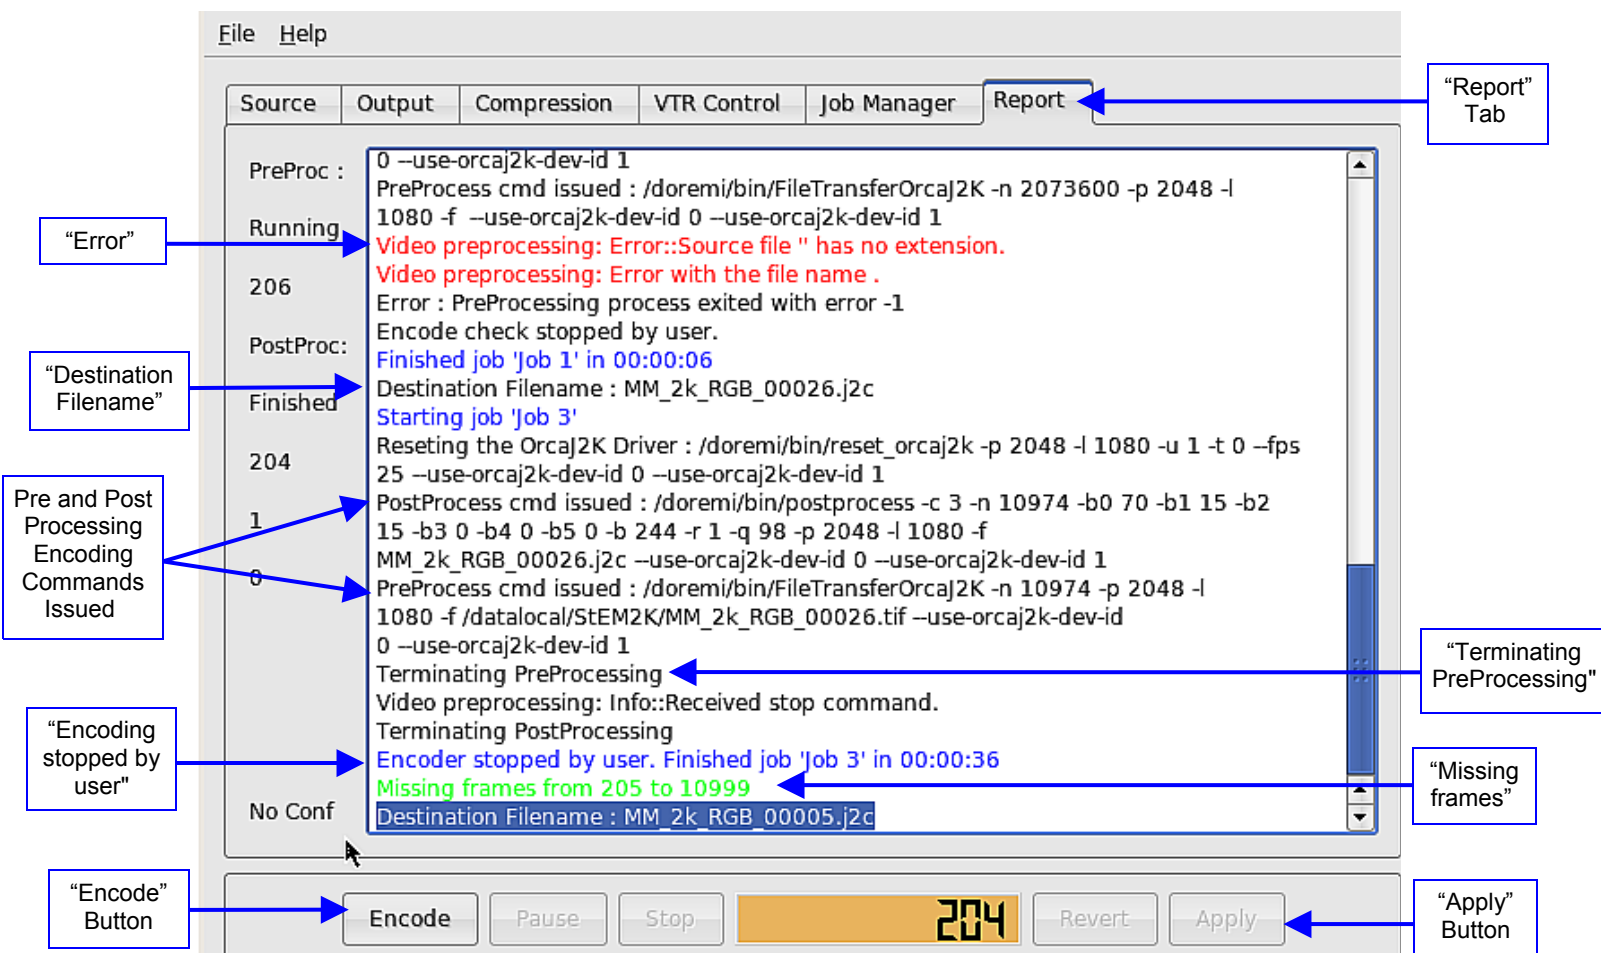 File Help
Source Output Compression VTR Control Job Manager Report
“Report”
Tab
PreProc :
Running
206
PostProc:
Finished
204
1
0
No Conf
0 --use-orcaj2k-dev-id 1
PreProcess cmd issued : /doremi/bin/FileTransferOrcaJ2K -n 2073600 -p 2048 -l
1080 -f  --use-orcaj2k-dev-id 0 --use-orcaj2k-dev-id 1
Video preprocessing: Error::Source file '' has no extension.
Video preprocessing: Error with the file name .
Error : PreProcessing process exited with error -1
Encode check stopped by user.
Finished job 'Job 1' in 00:00:06
Destination Filename : MM_2k_RGB_00026.j2c
Starting job 'Job 3'
Reseting the OrcaJ2K Driver : /doremi/bin/reset_orcaj2k -p 2048 -l 1080 -u 1 -t 0 --fps
25 --use-orcaj2k-dev-id 0 --use-orcaj2k-dev-id 1
PostProcess cmd issued : /doremi/bin/postprocess -c 3 -n 10974 -b0 70 -b1 15 -b2
15 -b3 0 -b4 0 -b5 0 -b 244 -r 1 -q 98 -p 2048 -l 1080 -f
MM_2k_RGB_00026.j2c --use-orcaj2k-dev-id 0 --use-orcaj2k-dev-id 1
PreProcess cmd issued : /doremi/bin/FileTransferOrcaJ2K -n 10974 -p 2048 -l
1080 -f /datalocal/StEM2K/MM_2k_RGB_00026.tif --use-orcaj2k-dev-id
0 --use-orcaj2k-dev-id 1
Terminating PreProcessing
Video preprocessing: Info::Received stop command.
Terminating PostProcessing
Encoder stopped by user. Finished job 'Job 3' in 00:00:36
Missing frames from 205 to 10999
Destination Filename : MM_2k_RGB_00005.j2c
“Error”
“Destination
Filename”
Pre and Post
Processing
Encoding
Commands
Issued
“Encoding
stopped by
user"
“Terminating
PreProcessing"
“Missing
frames”
“Encode”
Button
Encode Pause Stop 204 Revert Apply
“Apply”
Button